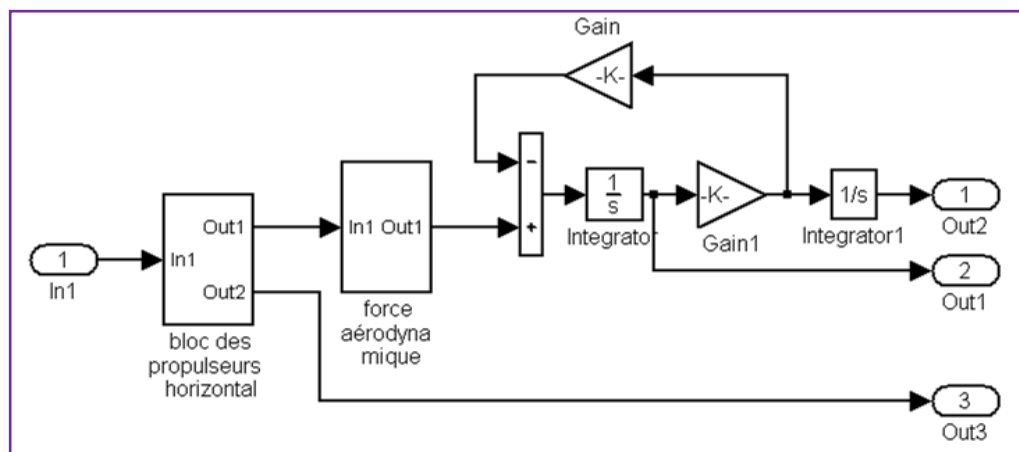 Gain
-K-
−
+
1
s
Integrator
-K-
Gain1
1/s
Integrator1
1
Out2
2
Out1
3
Out3
1
In1
In1
Out1
Out2
bloc des
propulseurs
horizontal
In1 Out1
force
aérodyna
mique